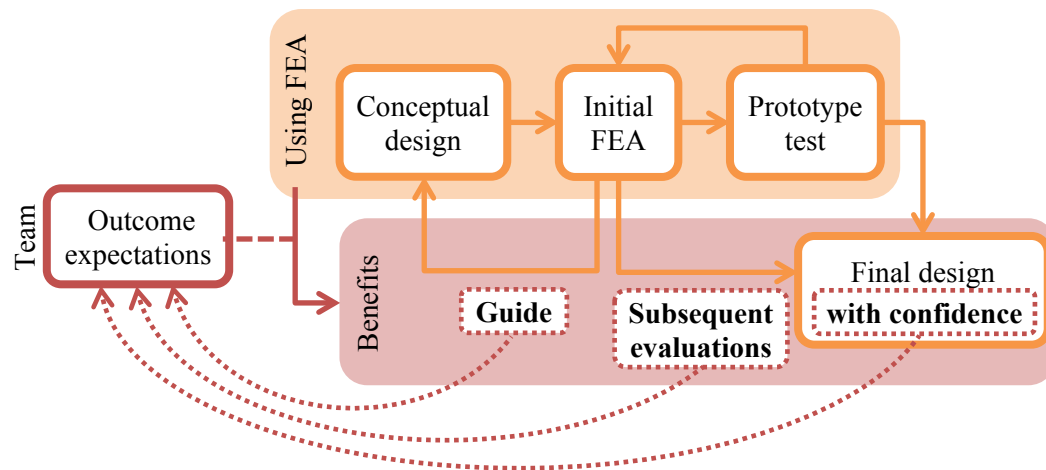 Using FEA
Conceptual
design
Initial
FEA
Prototype
test
Team
Outcome
expectations
Benefits
Guide
Subsequent
evaluations
Final design
with confidence